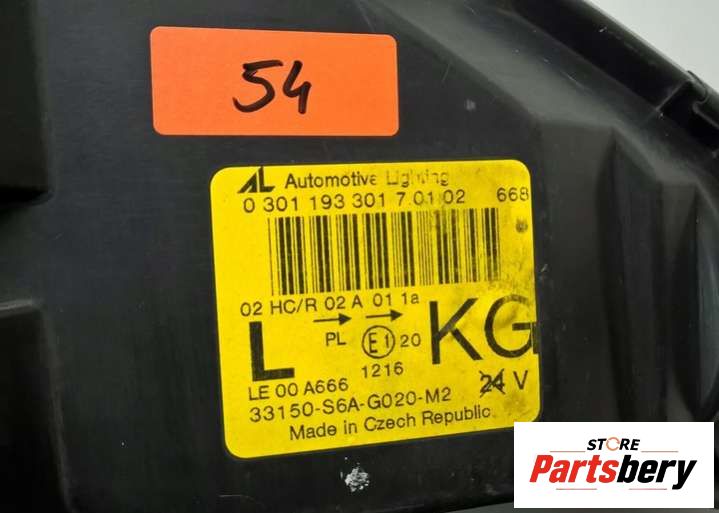 54
AL Automotive Lighting
0 301 193 301 7.01.02 668
02 HC/R 02 A 01 1a
L → → KG
PL E1 20
1216
LE 00 A666
33150-S6A-G020-M2 24 V
Made in Czech Republic
STORE
Partsbery